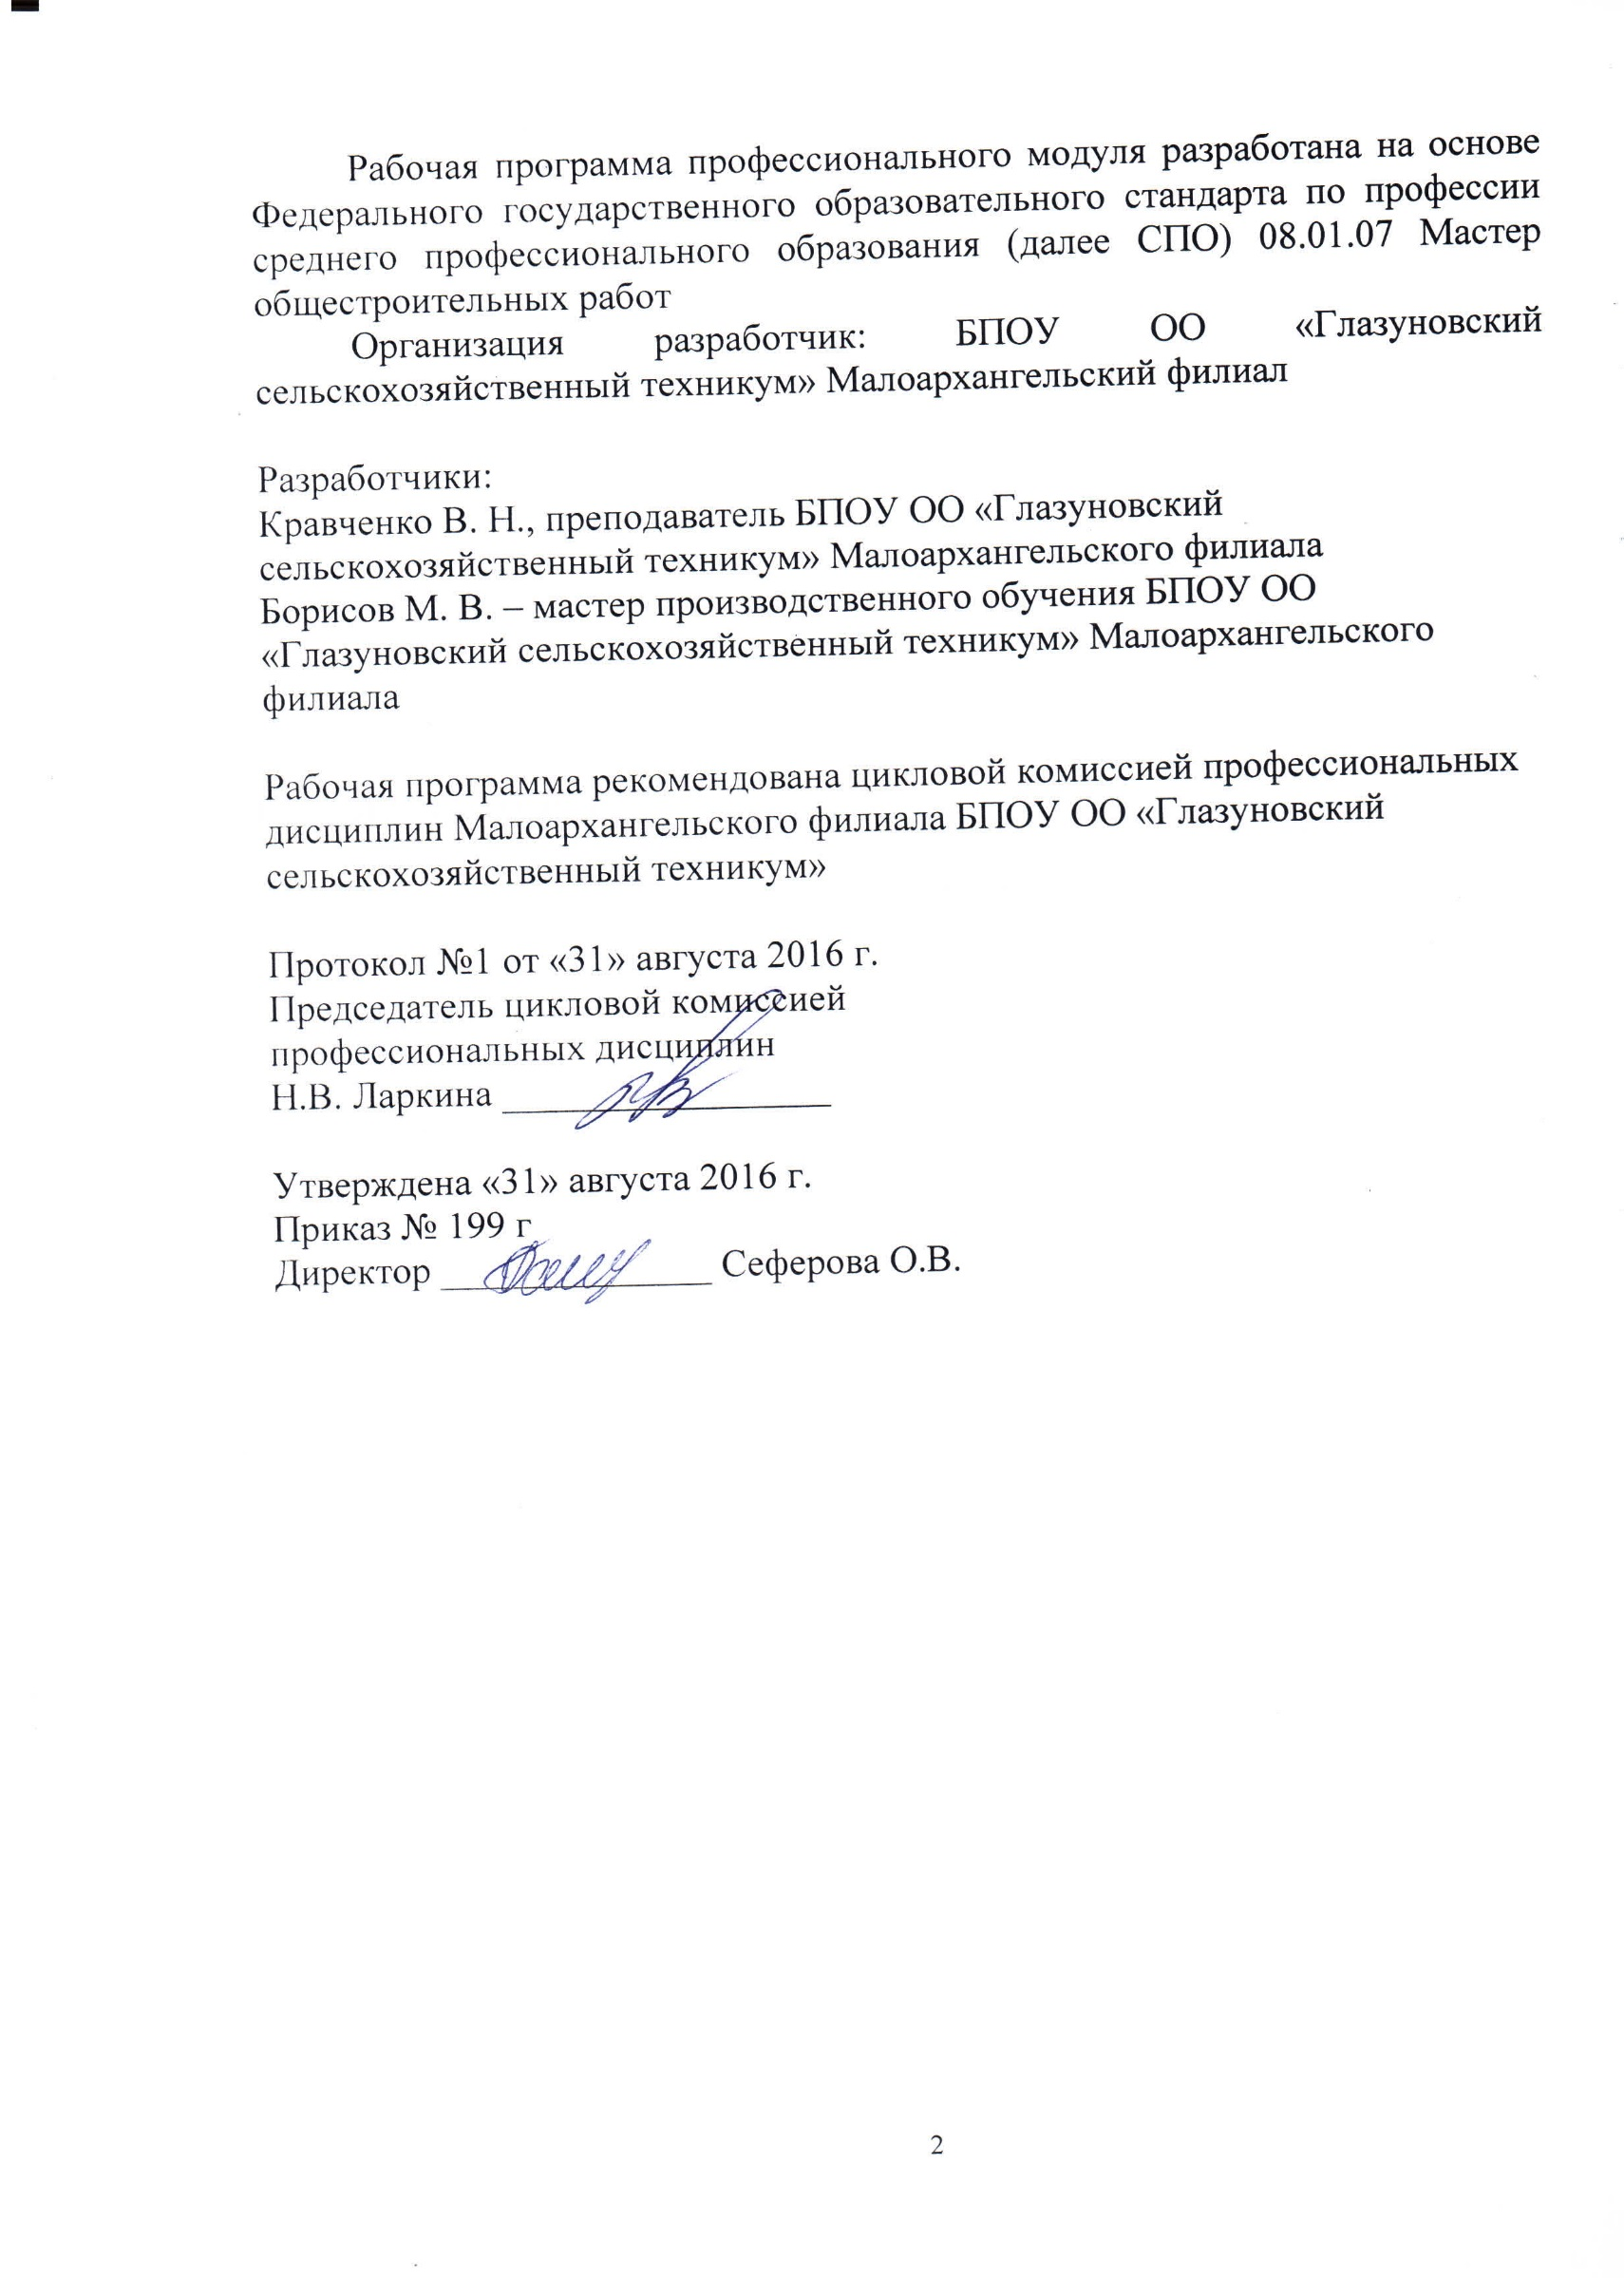 Рабочая программа профессионального модуля разработана на основе
Федерального государственного образовательного стандарта по профессии
среднего профессионального образования (далее СПО) 08.01.07 Мастер
общестроительных работ
Организация разработчик: БПОУ ОО «Глазуновский
сельскохозяйственный техникум» Малоархангельский филиал
Разработчики:
Кравченко В. Н., преподаватель БПОУ ОО «Глазуновский
сельскохозяйственный техникум» Малоархангельского филиала
Борисов М. В. – мастер производственного обучения БПОУ ОО
«Глазуновский сельскохозяйственный техникум» Малоархангельского
филиала
Рабочая программа рекомендована цикловой комиссией профессиональных
дисциплин Малоархангельского филиала БПОУ ОО «Глазуновский
сельскохозяйственный техникум»
Протокол №1 от «31» августа 2016 г.
Председатель цикловой комиссией
профессиональных дисциплин
Н.В. Ларкина _________________
Утверждена «31» августа 2016 г.
Приказ № 199 г
Директор ______________ Сеферова О.В.
2